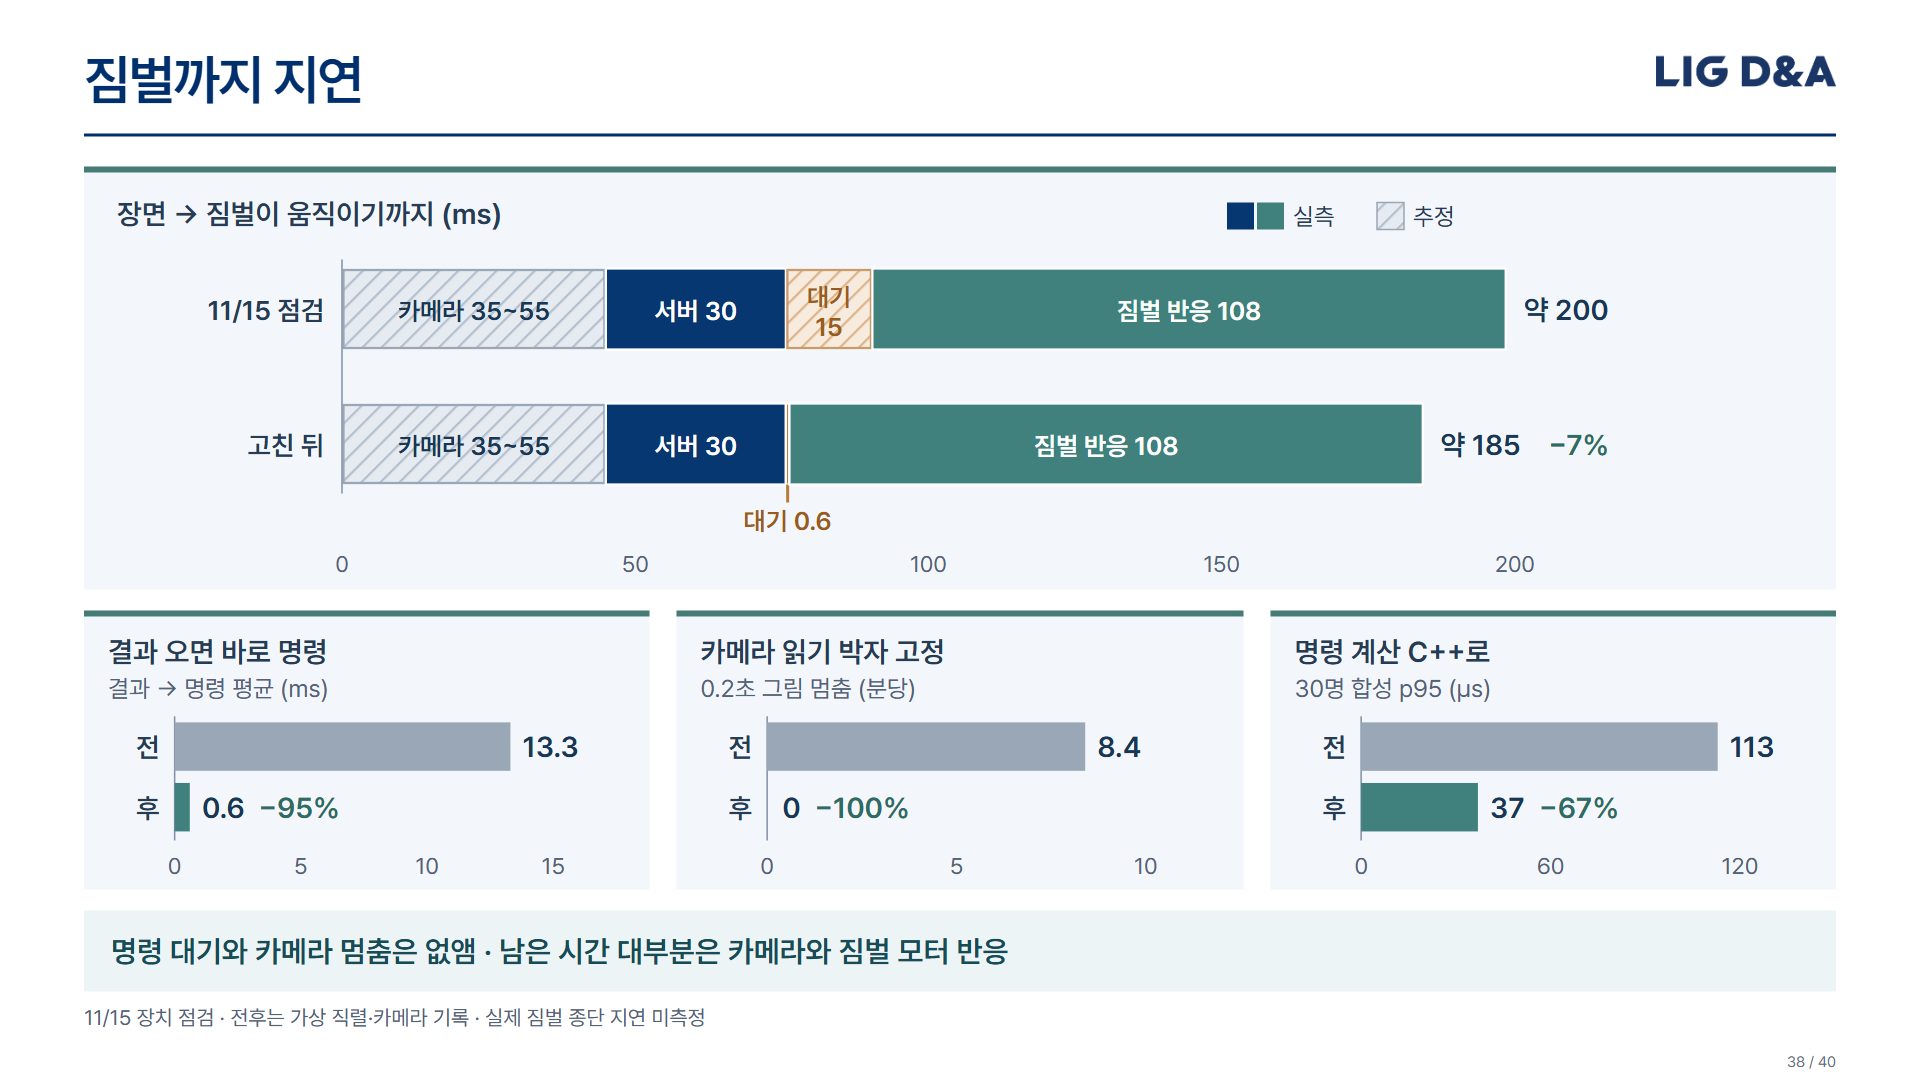 짐벌까지 지연
LIG D&A
장면 → 짐벌이 움직이기까지 (ms)
실측
추정
11/15 점검
카메라 35~55
서버 30
대기
15
짐벌 반응 108
약 200
고친 뒤
카메라 35~55
서버 30
짐벌 반응 108
약 185
−7%
대기 0.6
0
50
100
150
200
결과 오면 바로 명령
결과 → 명령 평균 (ms)
전
13.3
후
0.6
−95%
0
5
10
15
카메라 읽기 박자 고정
0.2초 그림 멈춤 (분당)
전
8.4
후
0
−100%
0
5
10
명령 계산 C++로
30명 합성 p95 (μs)
전
113
후
37
−67%
0
60
120
명령 대기와 카메라 멈춤은 없앰 · 남은 시간 대부분은 카메라와 짐벌 모터 반응
11/15 장치 점검 · 전후는 가상 직렬·카메라 기록 · 실제 짐벌 종단 지연 미측정
38 / 40